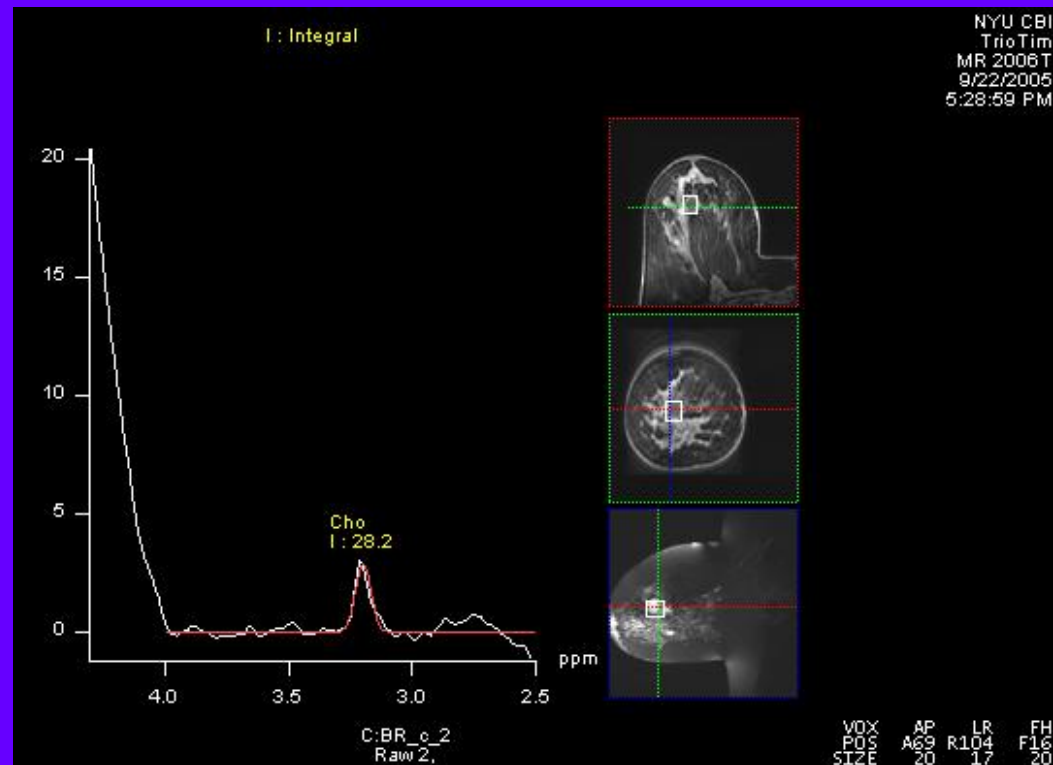 I : Integral
NYU CBI
TrioTim
MR 2006T
9/22/2005
5:28:59 PM
20
15
10
5
0
Cho
I : 28.2
4.0 3.5 3.0 2.5 ppm
C:BR_c_2
Raw 2,
VOX AP LR FH
POS A69 R104 F16
SIZE 20 17 20